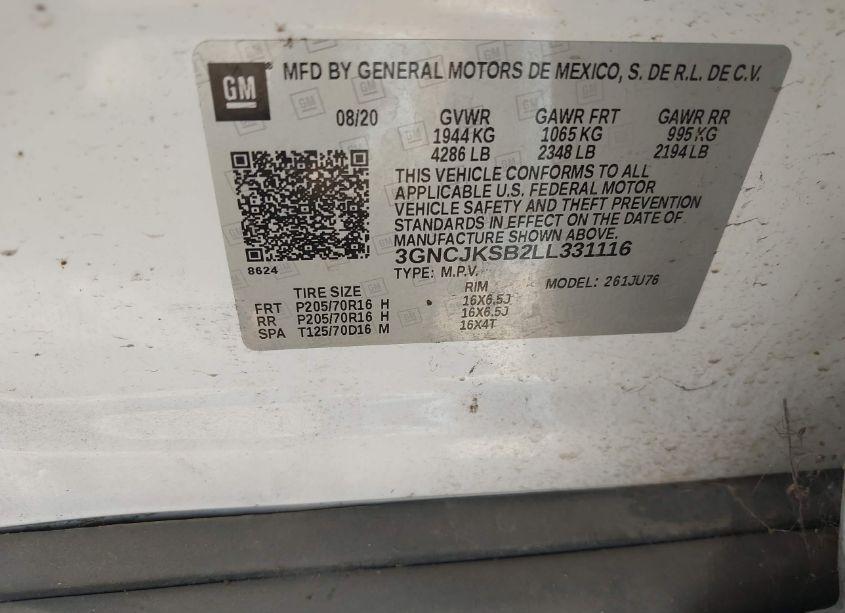 GM
MFD BY GENERAL MOTORS DE MEXICO, S. DE R.L. DE C.V.
08/20 GVWR GAWR FRT GAWR RR
1944 KG 1065 KG 995 KG
4286 LB 2348 LB 2194 LB
THIS VEHICLE CONFORMS TO ALL
APPLICABLE U.S. FEDERAL MOTOR
VEHICLE SAFETY AND THEFT PREVENTION
STANDARDS IN EFFECT ON THE DATE OF
MANUFACTURE SHOWN ABOVE.
8624
3GNCJKSB2LL331116
TYPE: M.P.V. MODEL: 261JU76
TIRE SIZE RIM
FRT P205/70R16 H 16X6.5J
RR P205/70R16 H 16X6.5J
SPA T125/70D16 M 16X4T